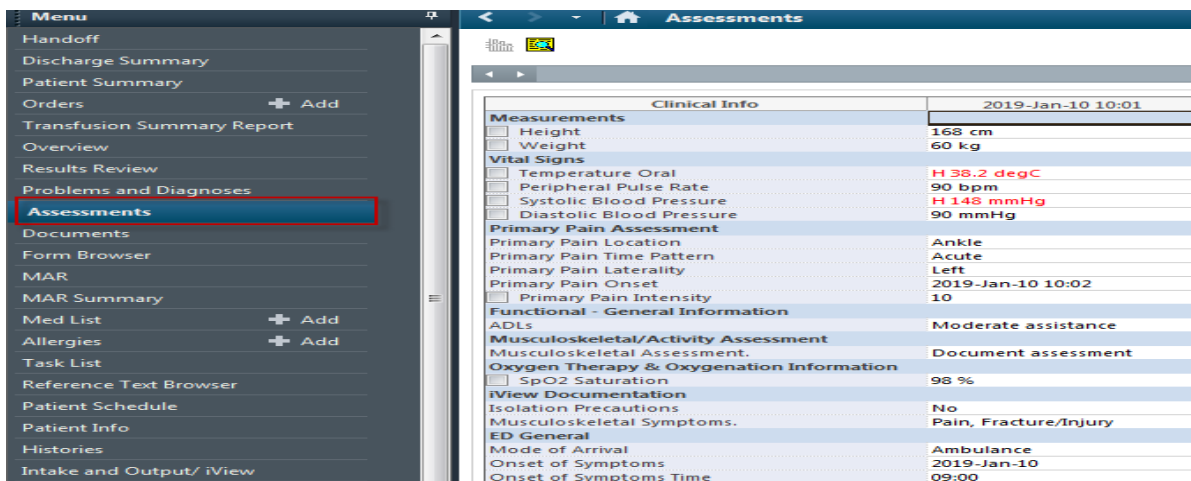 Menu
Handoff
Discharge Summary
Patient Summary
Orders Add
Transfusion Summary Report
Overview
Results Review
Problems and Diagnoses
Assessments
Documents
Form Browser
MAR
MAR Summary
Med List Add
Allergies Add
Task List
Reference Text Browser
Patient Schedule
Patient Info
Histories
Intake and Output/ iView
Assessments
Clinical Info 2019-Jan-10 10:01
Measurements
Height 168 cm
Weight 60 kg
Vital Signs
Temperature Oral H 38.2 degC
Peripheral Pulse Rate 90 bpm
Systolic Blood Pressure H 148 mmHg
Diastolic Blood Pressure 90 mmHg
Primary Pain Assessment
Primary Pain Location Ankle
Primary Pain Time Pattern Acute
Primary Pain Laterality Left
Primary Pain Onset 2019-Jan-10 10:02
Primary Pain Intensity 10
Functional - General Information
ADLs Moderate assistance
Musculoskeletal/Activity Assessment
Musculoskeletal Assessment. Document assessment
Oxygen Therapy & Oxygenation Information
SpO2 Saturation 98 %
iView Documentation
Isolation Precautions No
Musculoskeletal Symptoms. Pain, Fracture/Injury
ED General
Mode of Arrival Ambulance
Onset of Symptoms 2019-Jan-10
Onset of Symptoms Time 09:00